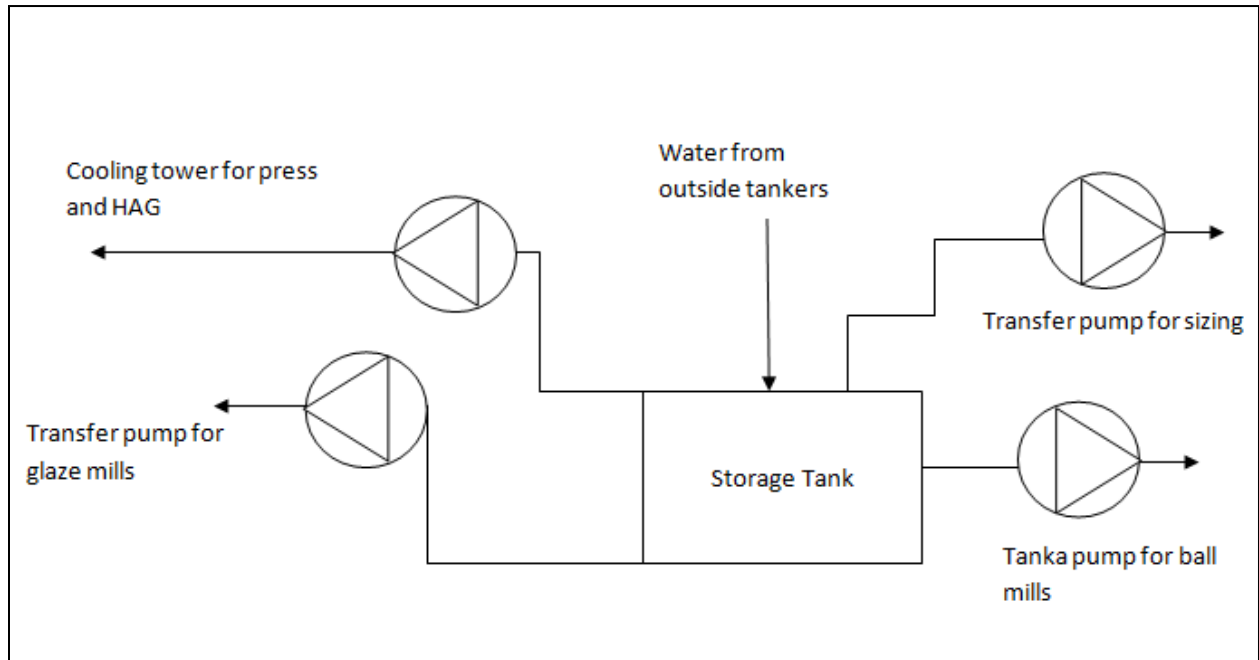 Cooling tower for press
and HAG
Water from
outside tankers
Transfer pump for sizing
Transfer pump for
glaze mills
Storage Tank
Tanka pump for ball
mills